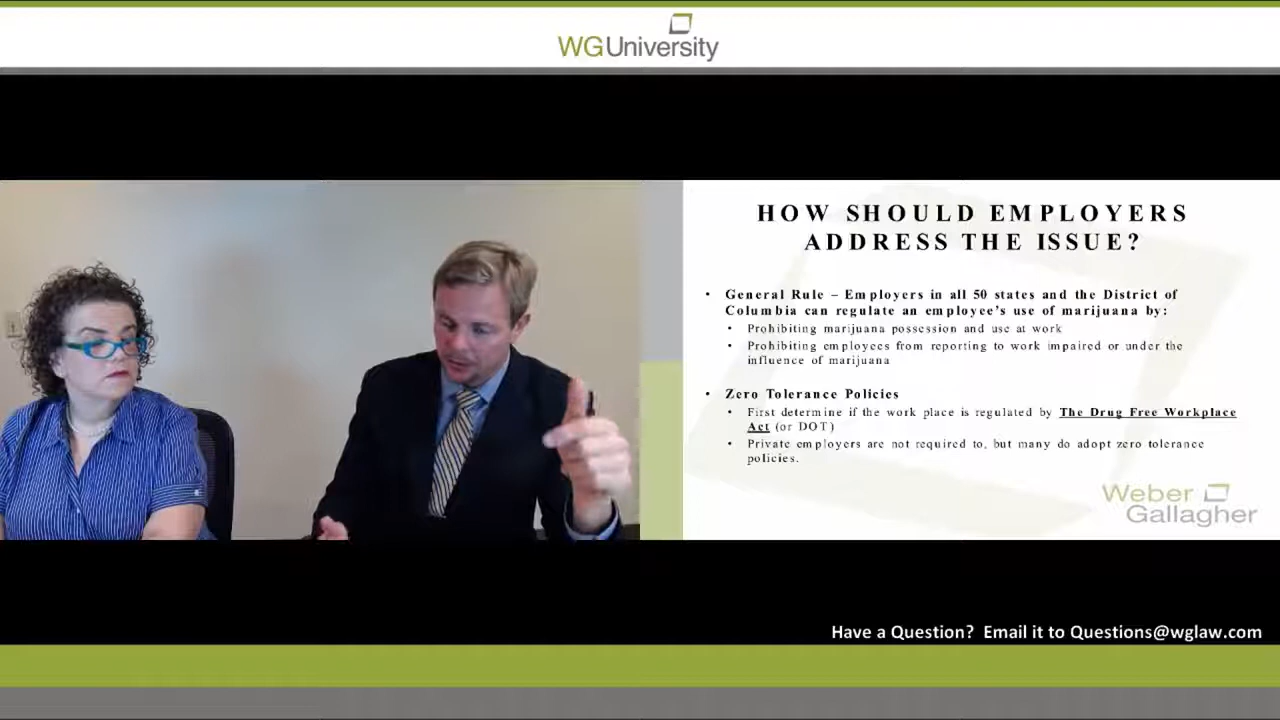 WGUniversity
HOW SHOULD EMPLOYERS
ADDRESS THE ISSUE?
• General Rule – Employers in all 50 states and the District of
Columbia can regulate an employee's use of marijuana by:
• Prohibiting marijuana possession and use at work
• Prohibiting employees from reporting to work impaired or under the
influence of marijuana
• Zero Tolerance Policies
• First determine if the work place is regulated by The Drug Free Workplace
Act (or DOT)
• Private employers are not required to, but many do adopt zero tolerance
policies.
Weber
Gallagher
Have a Question? Email it to Questions@wglaw.com